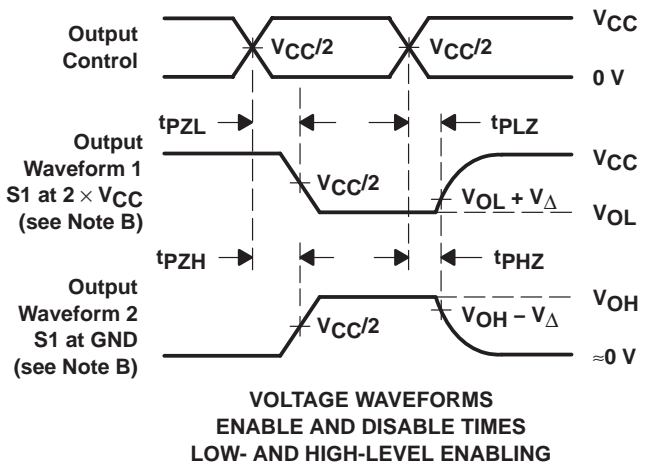 Output
Control
VCC/2
VCC/2
VCC
0 V
tPZL
tPLZ
Output
Waveform 1
S1 at 2 × VCC
(see Note B)
VCC/2
VOL + VΔ
VCC
VOL
tPZH
tPHZ
Output
Waveform 2
S1 at GND
(see Note B)
VCC/2
VOH − VΔ
VOH
≈0 V
VOLTAGE WAVEFORMS
ENABLE AND DISABLE TIMES
LOW- AND HIGH-LEVEL ENABLING